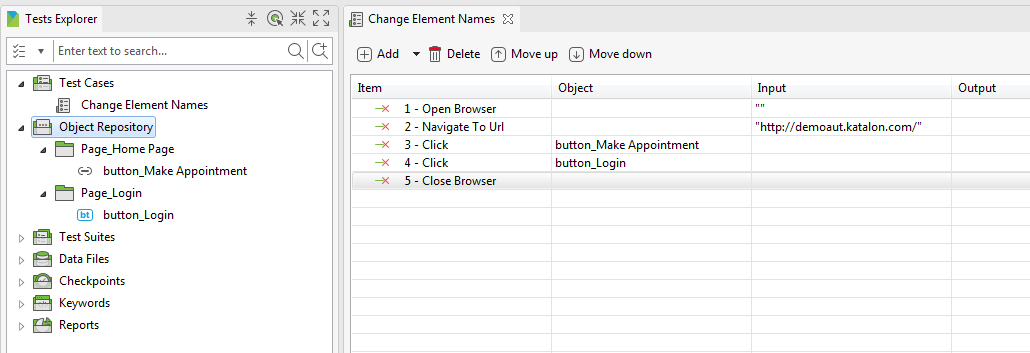 Tests Explorer
Enter text to search...
Test Cases
Change Element Names
Object Repository
Page_Home Page
button_Make Appointment
Page_Login
bt button_Login
Test Suites
Data Files
Checkpoints
Keywords
Reports
Change Element Names
Add Delete Move up Move down
Item Object Input Output
1 - Open Browser ""
2 - Navigate To Url "http://demoaut.katalon.com/"
3 - Click button_Make Appointment
4 - Click button_Login
5 - Close Browser